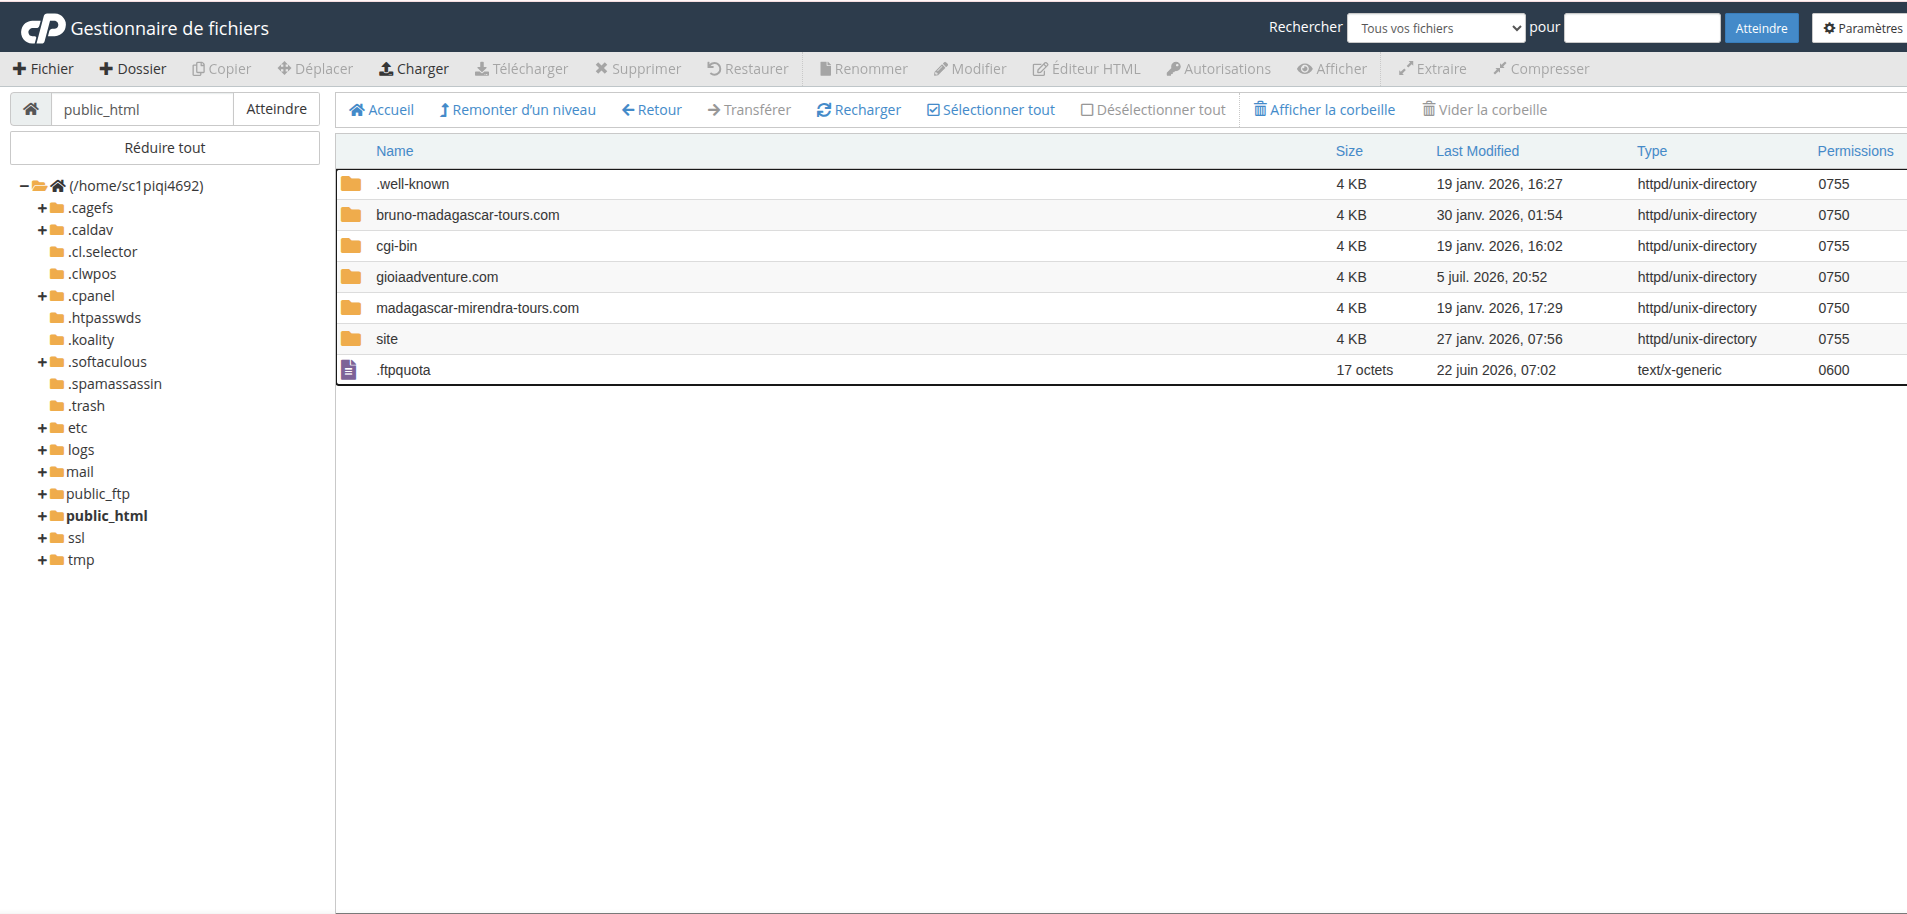 cP Gestionnaire de fichiers Rechercher Tous vos fichiers pour Atteindre Paramètres
Fichier Dossier Copier Déplacer Charger Télécharger Supprimer Restaurer Renommer Modifier Éditeur HTML Autorisations Afficher Extraire Compresser
public_html Atteindre
Accueil Remonter d’un niveau Retour Transférer Recharger Sélectionner tout Désélectionner tout Afficher la corbeille Vider la corbeille
Réduire tout
(/home/sc1piqi4692)
.cagefs
.caldav
.cl.selector
.clwpos
.cpanel
.htpasswds
.koality
.softaculous
.spamassassin
.trash
etc
logs
mail
public_ftp
public_html
ssl
tmp
Name Size Last Modified Type Permissions
.well-known 4 KB 19 janv. 2026, 16:27 httpd/unix-directory 0755
bruno-madagascar-tours.com 4 KB 30 janv. 2026, 01:54 httpd/unix-directory 0750
cgi-bin 4 KB 19 janv. 2026, 16:02 httpd/unix-directory 0755
gioiaadventure.com 4 KB 5 juil. 2026, 20:52 httpd/unix-directory 0750
madagascar-mirendra-tours.com 4 KB 19 janv. 2026, 17:29 httpd/unix-directory 0750
site 4 KB 27 janv. 2026, 07:56 httpd/unix-directory 0755
.ftpquota 17 octets 22 juin 2026, 07:02 text/x-generic 0600